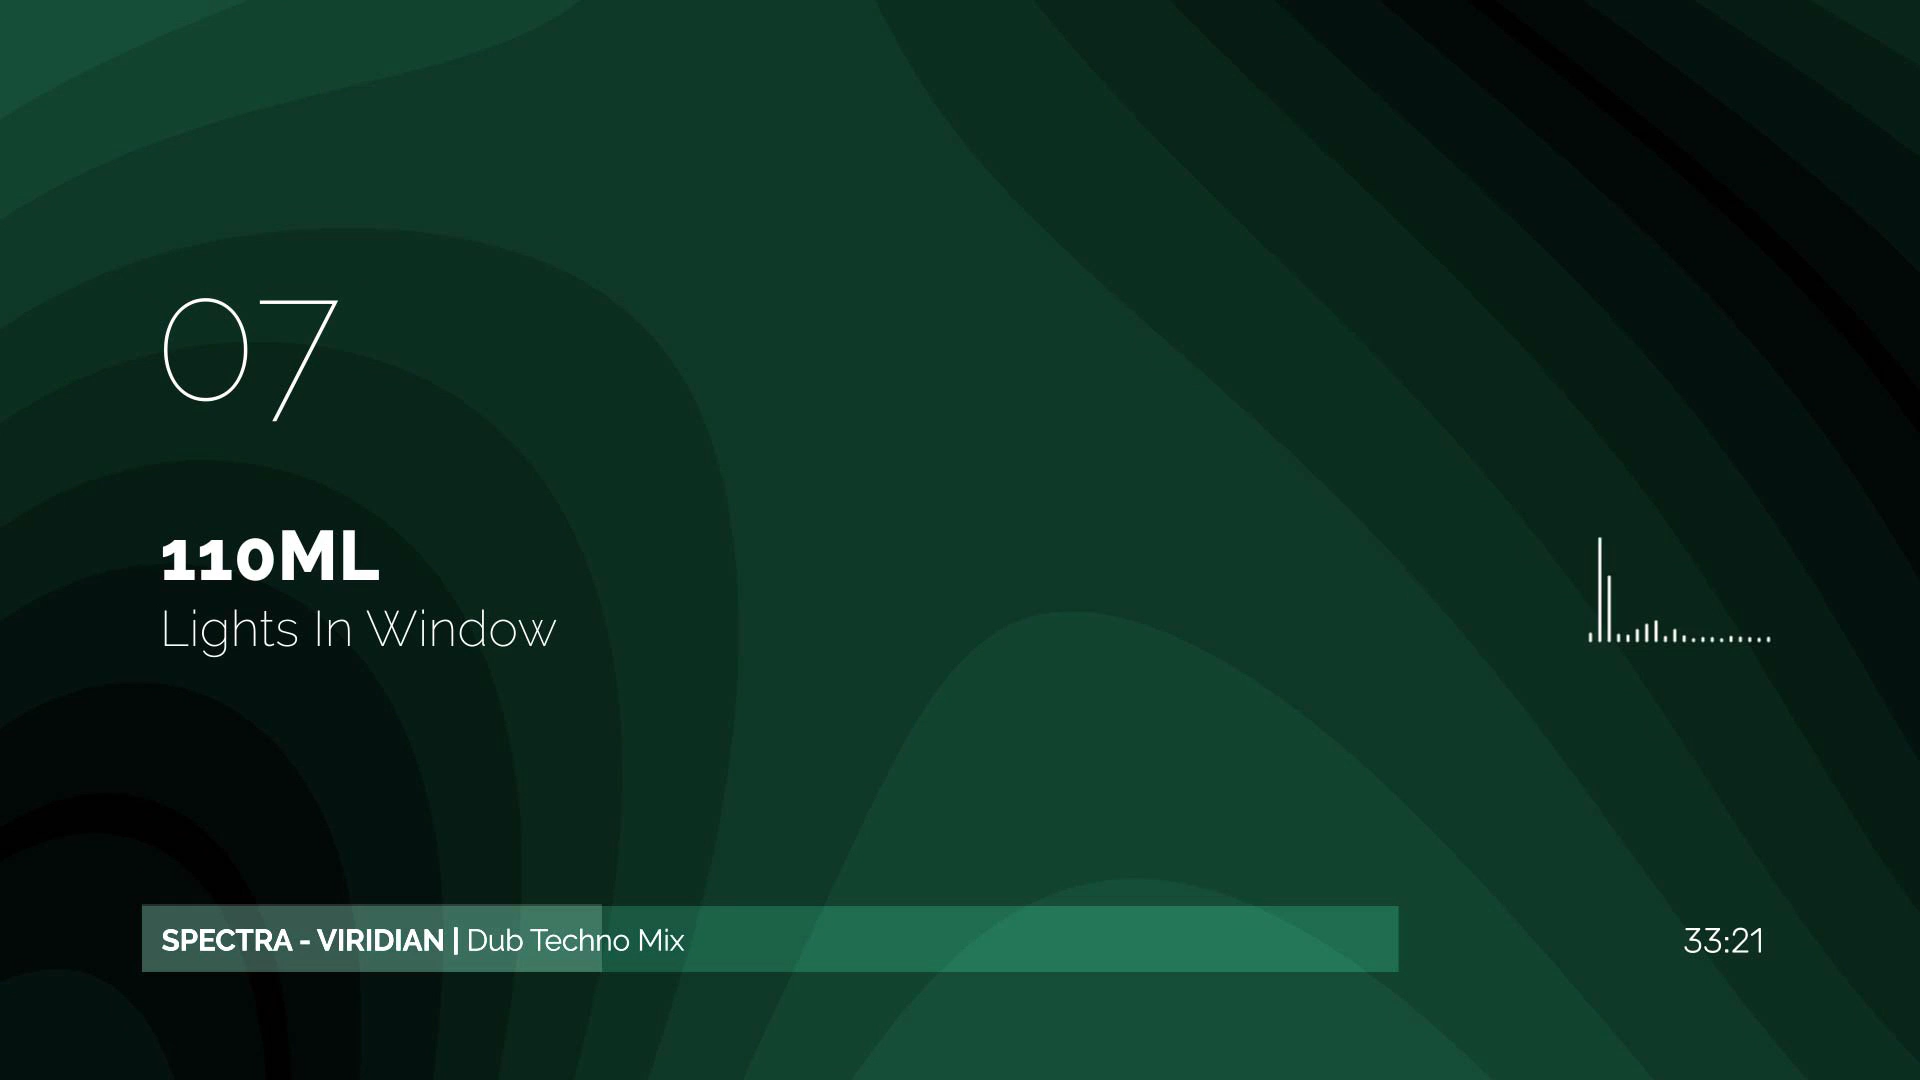 07
110ML
Lights In Window
SPECTRA - VIRIDIAN | Dub Techno Mix
33:21